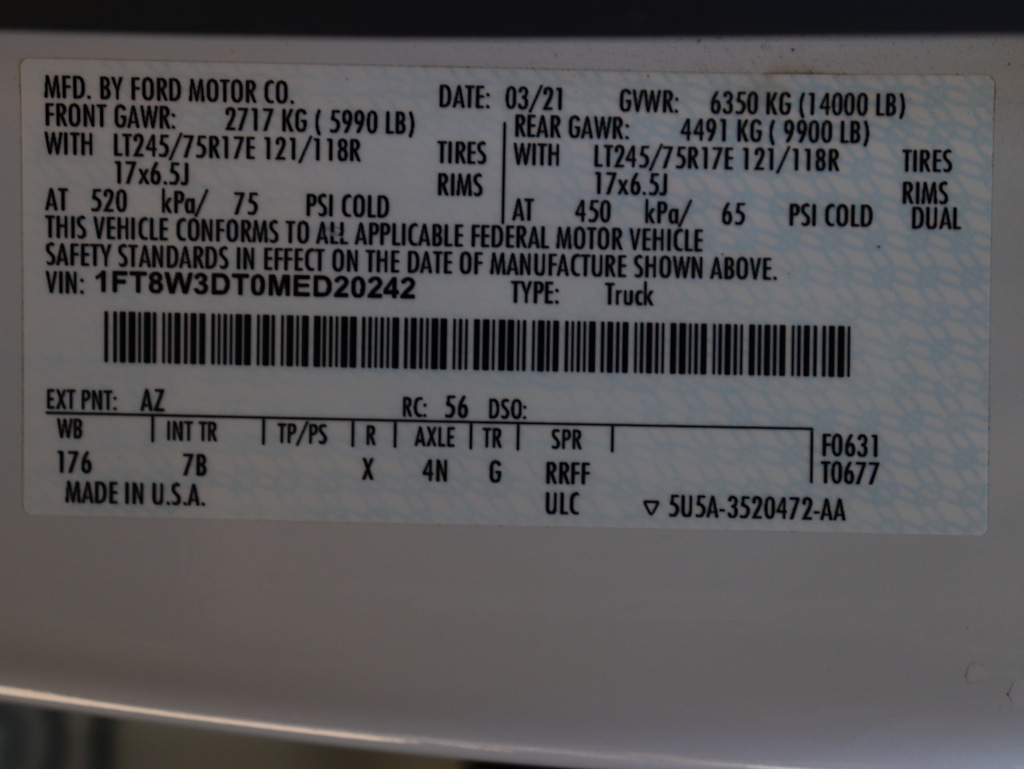 MFD. BY FORD MOTOR CO. DATE: 03/21 GVWR: 6350 KG (14000 LB)
FRONT GAWR: 2717 KG ( 5990 LB) REAR GAWR: 4491 KG ( 9900 LB)
WITH LT245/75R17E 121/118R TIRES WITH LT245/75R17E 121/118R TIRES
17x6.5J RIMS 17x6.5J RIMS
AT 520 kPa/ 75 PSI COLD AT 450 kPa/ 65 PSI COLD DUAL
THIS VEHICLE CONFORMS TO ALL APPLICABLE FEDERAL MOTOR VEHICLE
SAFETY STANDARDS IN EFFECT ON THE DATE OF MANUFACTURE SHOWN ABOVE.
VIN: 1FT8W3DT0MED20242 TYPE: Truck
EXT PNT: AZ RC: 56 DSO:
WB INT TR TP/PS R AXLE TR SPR F0631
176 7B X 4N G RRFF T0677
MADE IN U.S.A. ULC ▽ 5U5A-3520472-AA